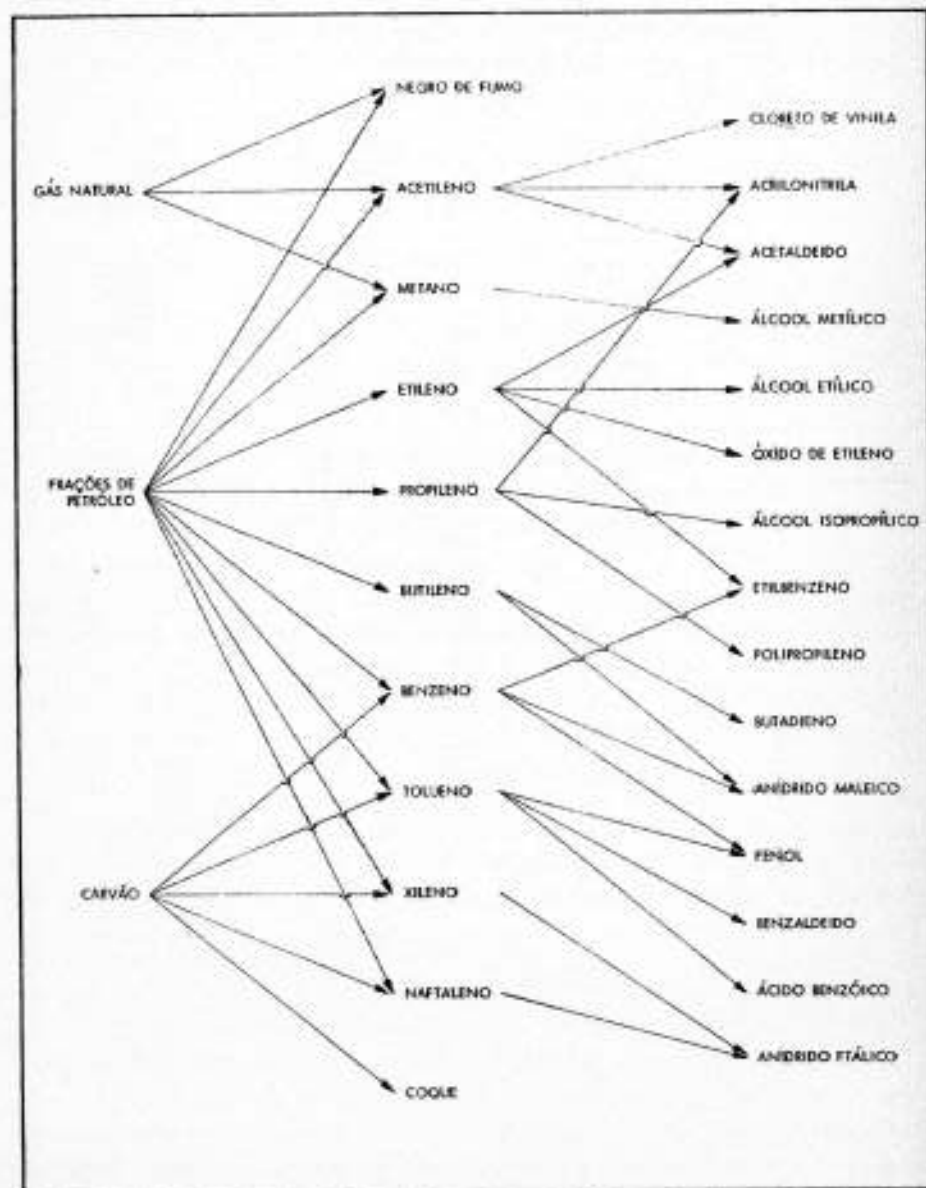 NEGRO DE FUMO
ACETILENO
METANO
ETILENO
PROPILENO
BUTILENO
BENZENO
TOLUENO
XILENO
NAFTALENO
COQUE
GÁS NATURAL
FRAÇÕES DE
PETRÓLEO
CARVÃO
CLORETO DE VINILA
ACRILONITRILA
ACETALDEIDO
ÁLCOOL METÍLICO
ÁLCOOL ETÍLICO
ÓXIDO DE ETILENO
ÁLCOOL ISOPROPÍLICO
ETILBENZENO
POLIPROPILENO
BUTADIENO
ANÍDRIDO MALEICO
FENOL
BENZALDEIDO
ÁCIDO BENZÓICO
ANÍDRIDO FTÁLICO